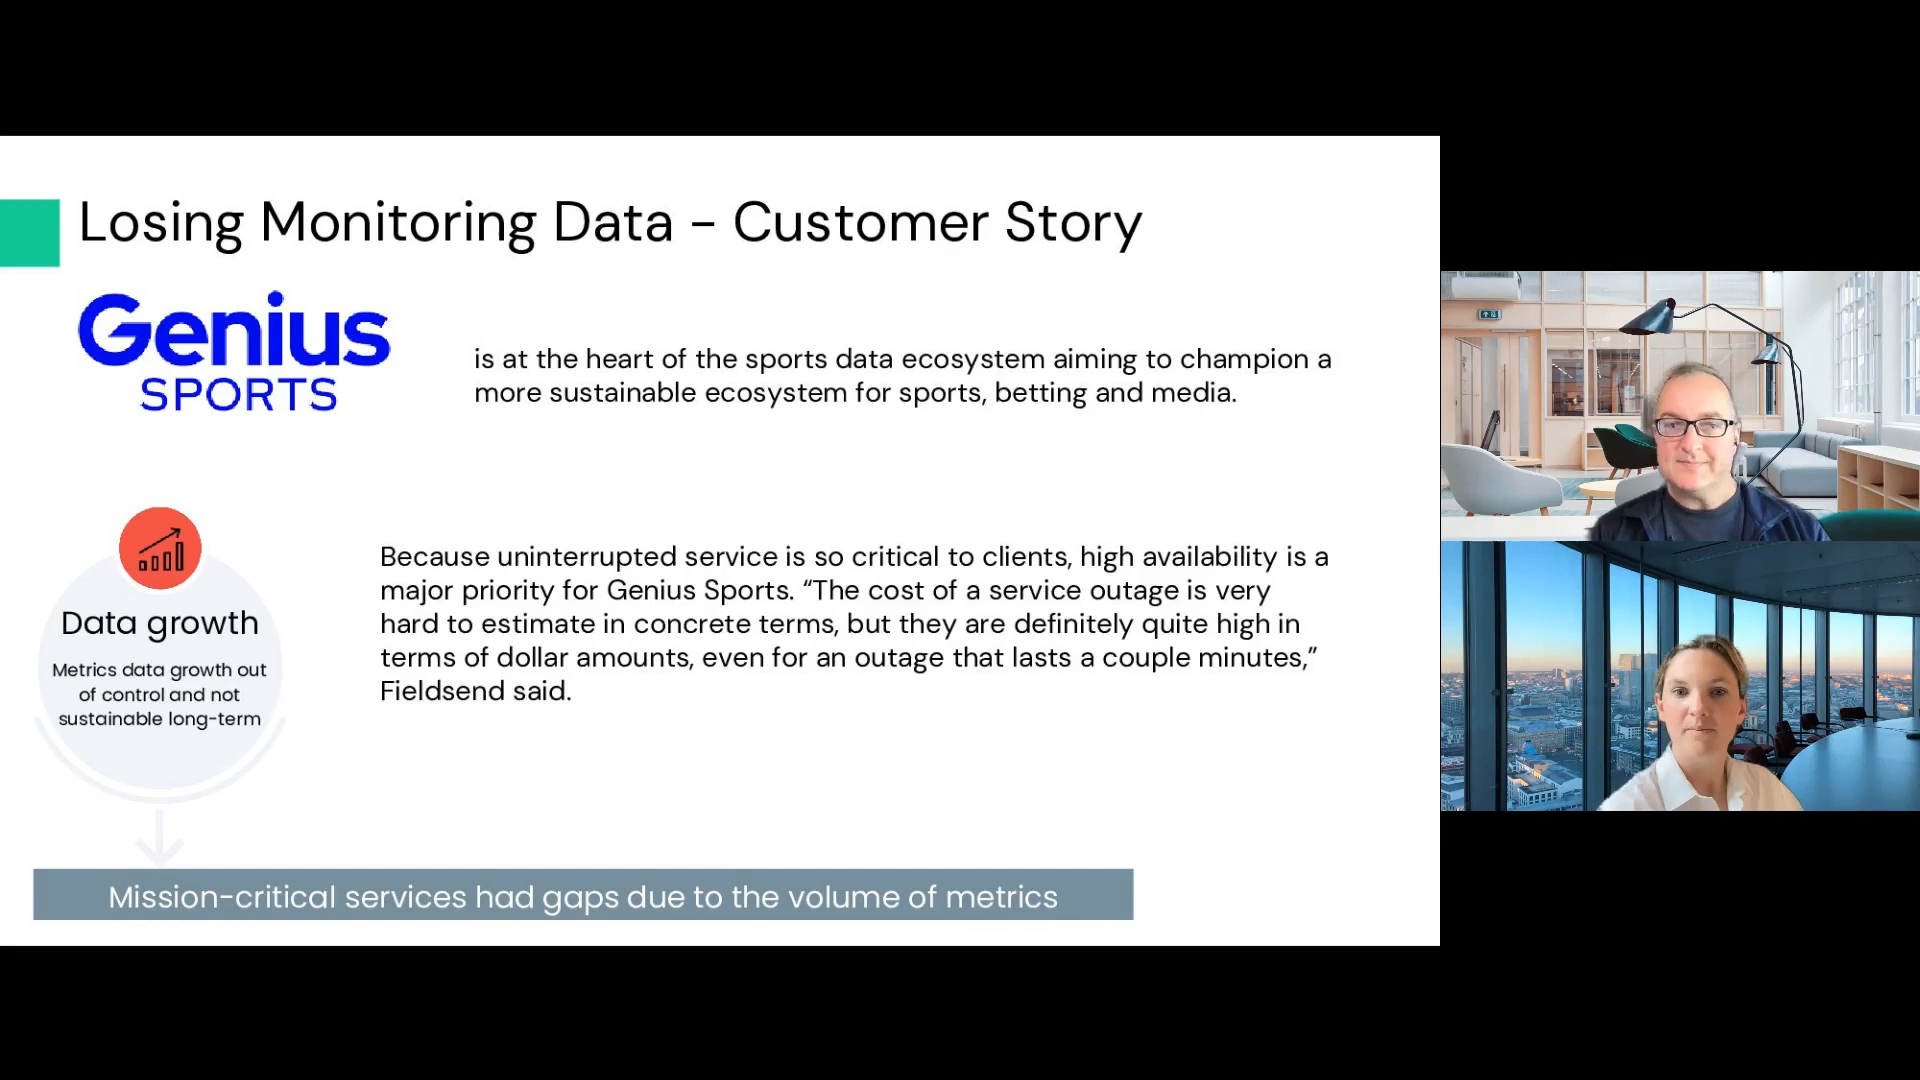 Losing Monitoring Data - Customer Story
Genius
SPORTS
is at the heart of the sports data ecosystem aiming to champion a
more sustainable ecosystem for sports, betting and media.
Data growth
Metrics data growth out
of control and not
sustainable long-term
Because uninterrupted service is so critical to clients, high availability is a
major priority for Genius Sports. “The cost of a service outage is very
hard to estimate in concrete terms, but they are definitely quite high in
terms of dollar amounts, even for an outage that lasts a couple minutes,”
Fieldsend said.
Mission-critical services had gaps due to the volume of metrics